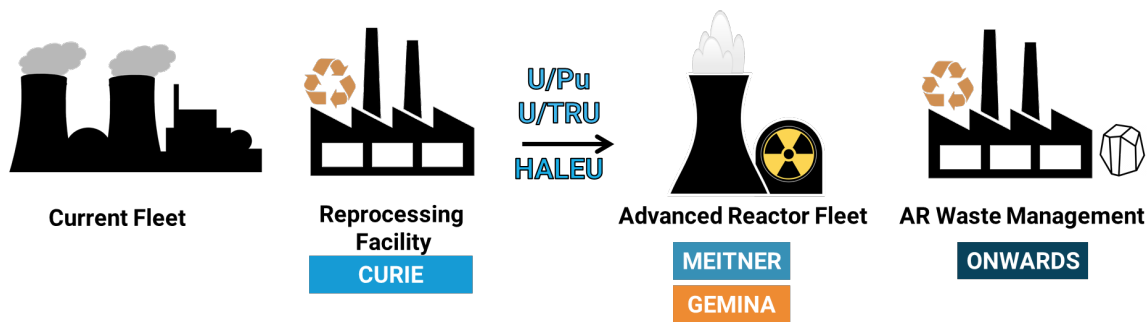 Current Fleet
Reprocessing
Facility
CURIE
U/Pu
U/TRU
HALEU
Advanced Reactor Fleet
MEITNER
GEMINA
AR Waste Management
ONWARDS